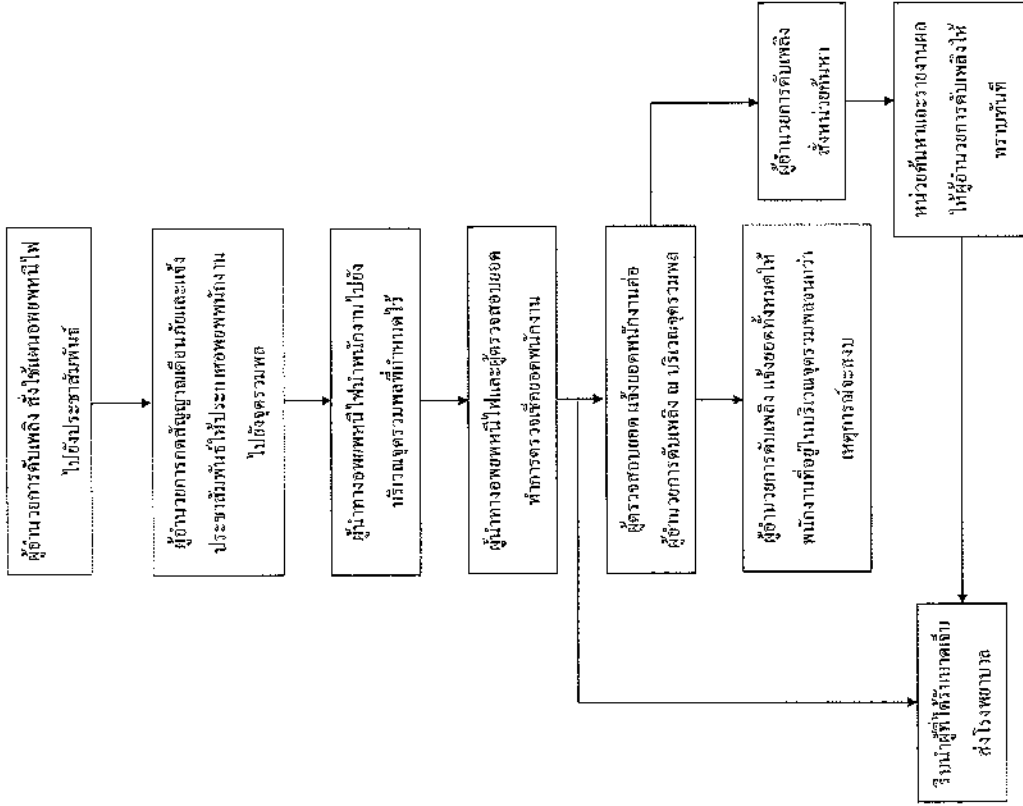 ผู้อำนวยการดับเพลิง สั่งใช้แผนอพยพหนีไฟ
ไปยังประชาสัมพันธ์
ผู้อำนวยการกดสัญญาณเตือนภัยและแจ้ง
ประชาสัมพันธ์ให้ประกาศอพยพพนักงาน
ไปยังจุดรวมพล
ผู้นำทางอพยพหนีไฟนำพนักงานไปยัง
บริเวณจุดรวมพลที่กำหนดไว้
ผู้นำทางอพยพหนีไฟและผู้ตรวจสอบยอด
ทำการตรวจเช็คยอดพนักงาน
ผู้ตรวจสอบยอด แจ้งยอดพนักงานต่อ
ผู้อำนวยการดับเพลิง ณ บริเวณจุดรวมพล
ผู้อำนวยการดับเพลิง แจ้งยอดทั้งหมดให้
พนักงานที่อยู่ในบริเวณจุดรวมพลจนกว่า
เหตุการณ์จะสงบ
ผู้อำนวยการดับเพลิง
สั่งหน่วยค้นหา
หน่วยค้นหาและรายงานผล
ให้ผู้อำนวยการดับเพลิงให้
ทราบทันที
รีบนำผู้ที่ได้รับบาดเจ็บ
ส่งโรงพยาบาล